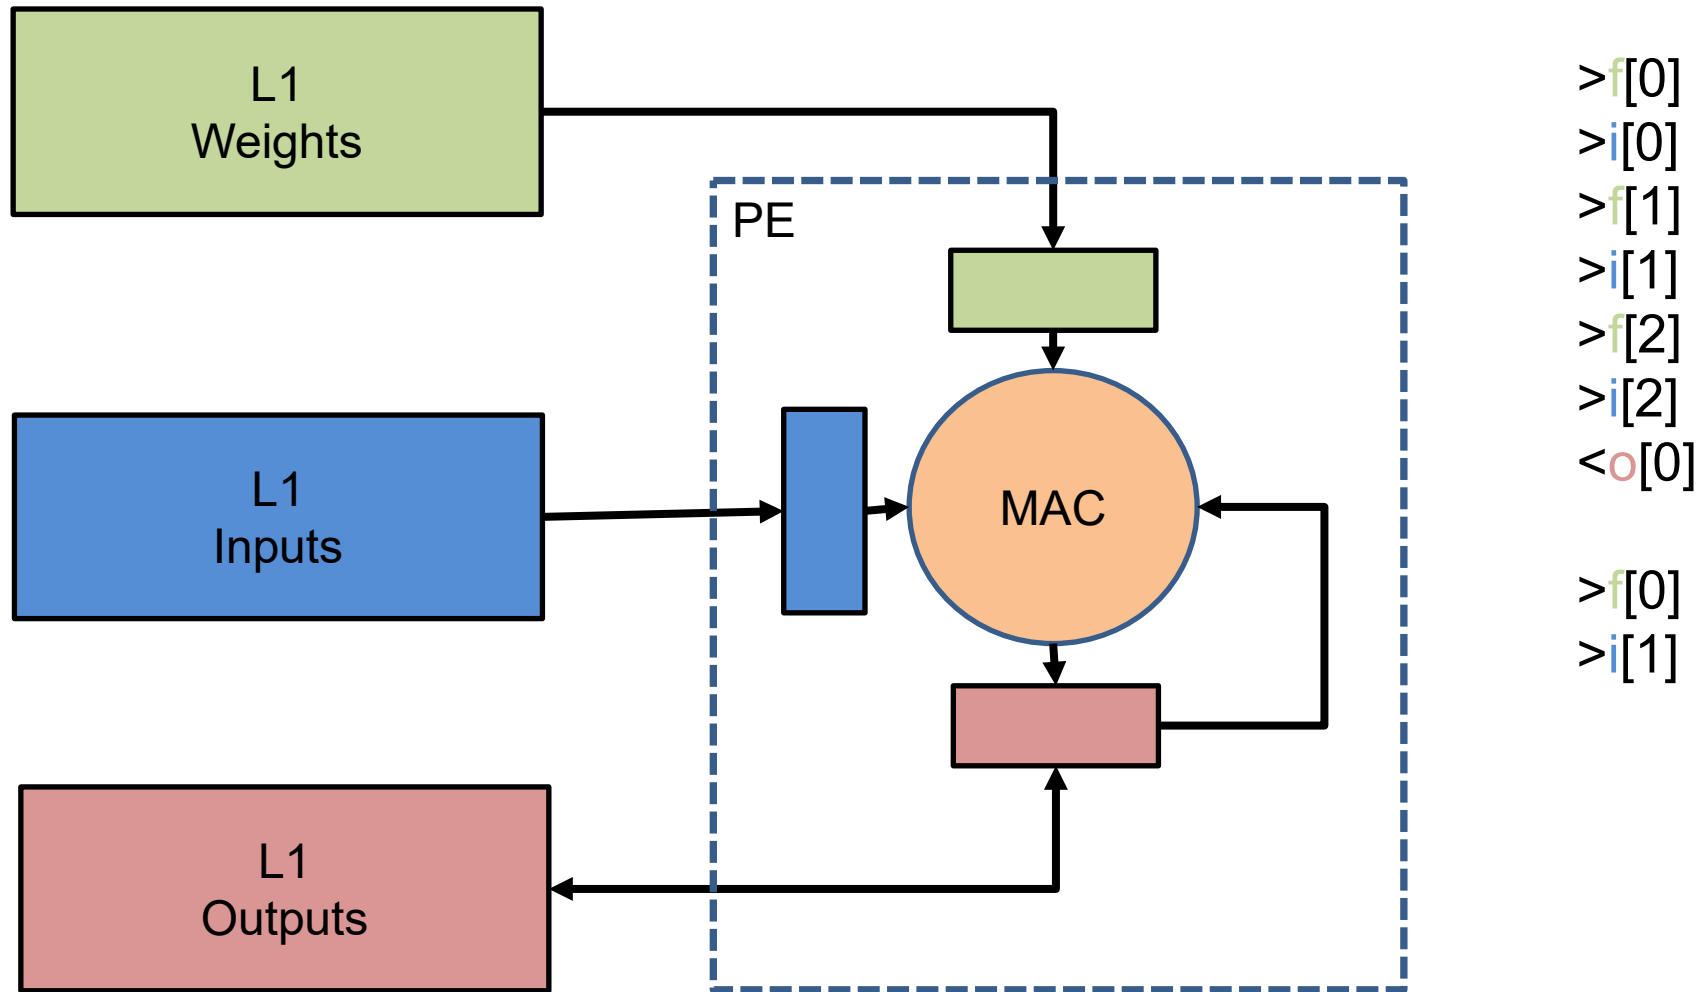 L1
Weights
PE
L1
Inputs
MAC
L1
Outputs
>f[0]
>i[0]
>f[1]
>i[1]
>f[2]
>i[2]
<o[0]
>f[0]
>i[1]